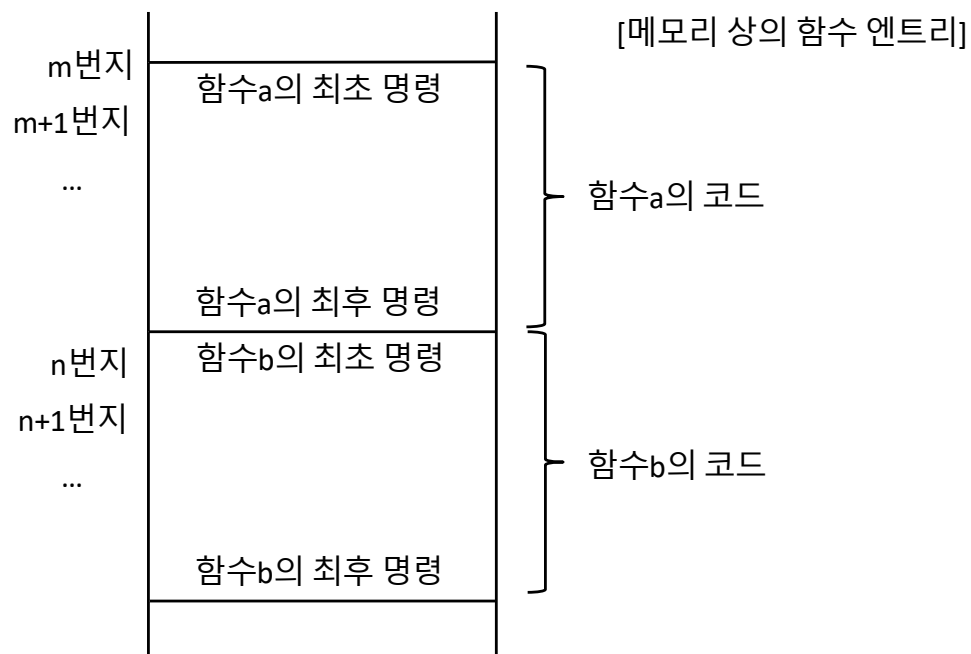 [메모리 상의 함수 엔트리]
m번지
함수a의 최초 명령
m+1번지
...
함수a의 코드
함수a의 최후 명령
n번지
함수b의 최초 명령
n+1번지
...
함수b의 코드
함수b의 최후 명령